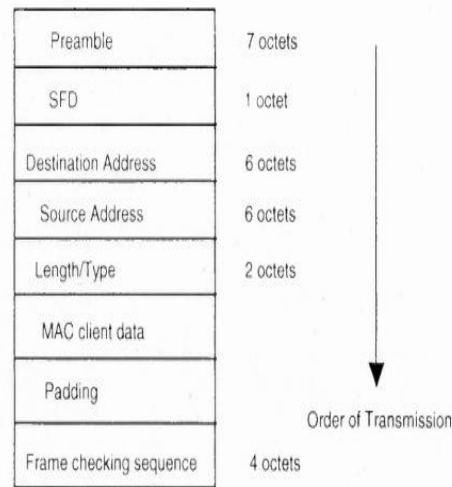 Preamble 7 octets
SFD 1 octet
Destination Address 6 octets
Source Address 6 octets
Length/Type 2 octets
MAC client data
Padding
Order of Transmission
Frame checking sequence 4 octets